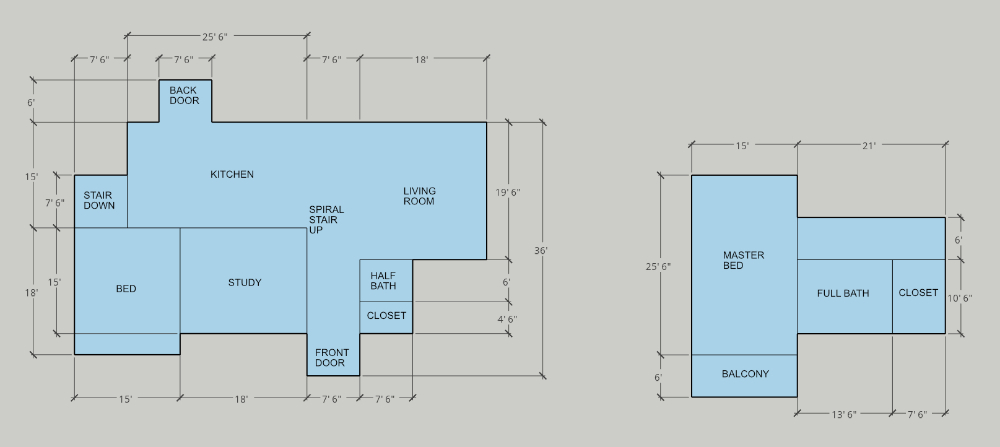 25' 6"
7' 6"
7' 6"
7' 6"
18'
BACK
DOOR
6'
15'
21'
KITCHEN
15'
STAIR
DOWN
7' 6"
LIVING
ROOM
19' 6"
SPIRAL
STAIR
UP
36'
6'
MASTER
BED
25' 6"
BED
STUDY
HALF
BATH
6'
15'
18'
FULL BATH
CLOSET
10' 6"
CLOSET
4' 6"
FRONT
DOOR
BALCONY
6'
15'
18'
7' 6"
7' 6"
13' 6"
7' 6"